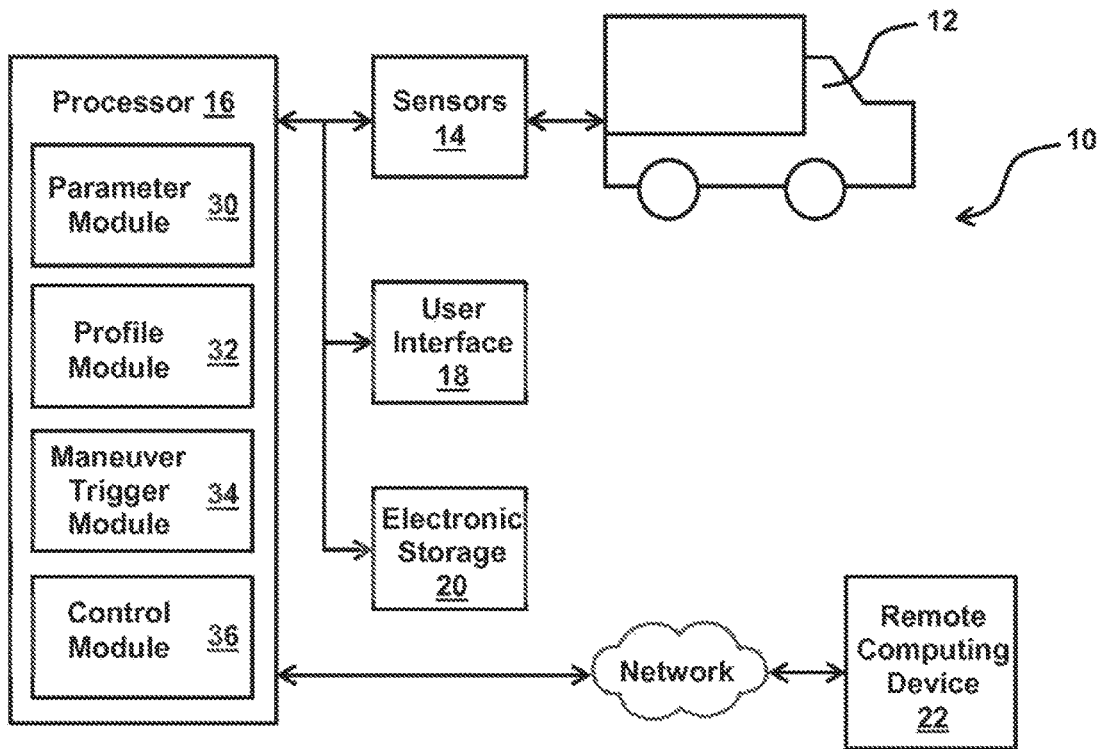 Processor 16
Parameter
Module
30
Profile
Module
32
Maneuver
Trigger
Module
34
Control
Module
36
Sensors
14
12
10
User
Interface
18
Electronic
Storage
20
Network
Remote
Computing
Device
22